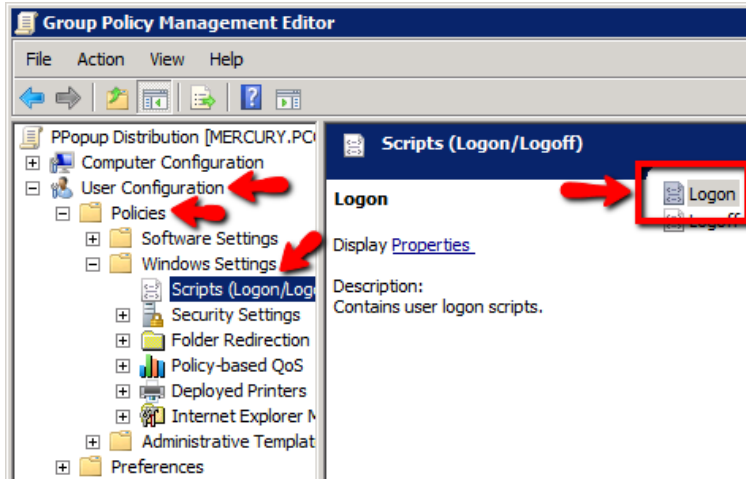 Group Policy Management Editor
File Action View Help
PPopup Distribution [MERCURY.PC
Computer Configuration
User Configuration
Policies
Software Settings
Windows Settings
Scripts (Logon/Log
Security Settings
Folder Redirection
Policy-based QoS
Deployed Printers
Internet Explorer M
Administrative Templat
Preferences
Scripts (Logon/Logoff)
Logon
Display Properties
Description:
Contains user logon scripts.
Logon
Logoff